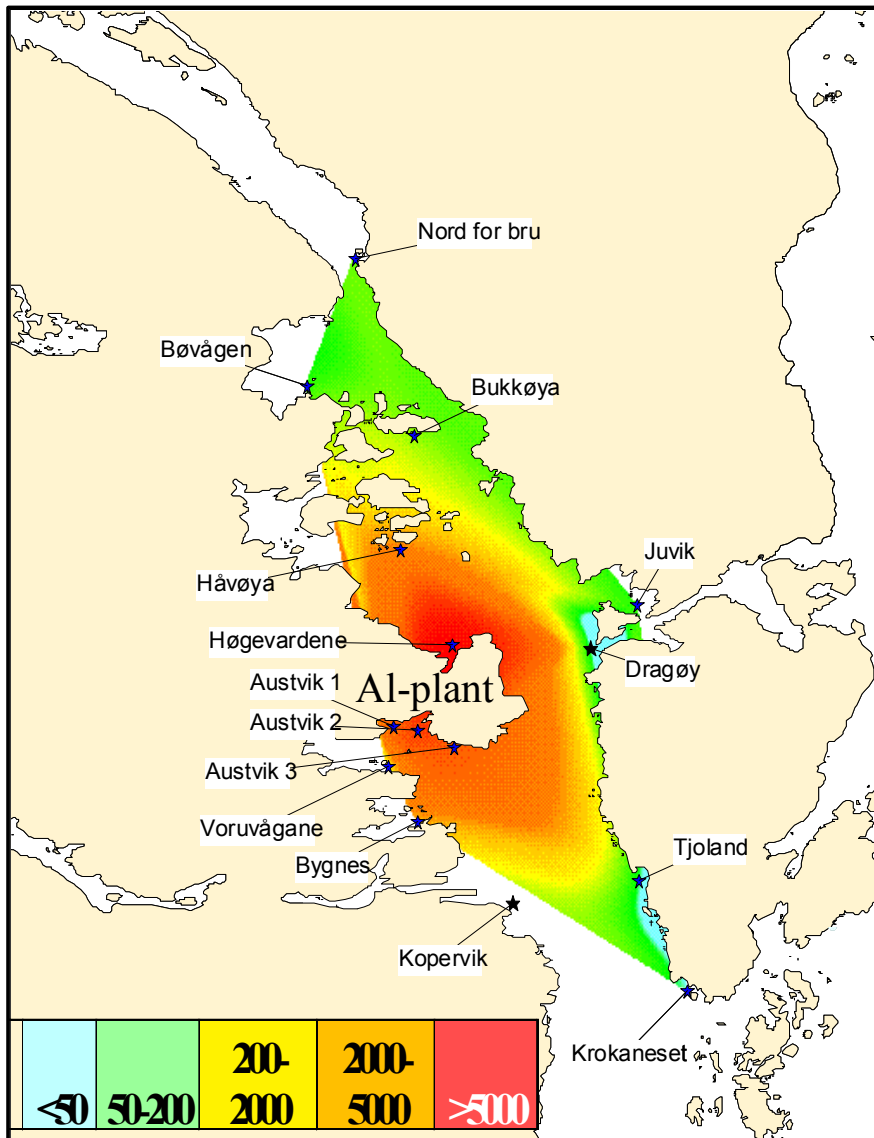 Nord for bru
Bøvågen
Bukkøya
Juvik
Håvøya
Høgevardene
Dragøy
Austvik 1
Al-plant
Austvik 2
Austvik 3
Voruvågane
Bygnes
Tjoland
Kopervik
Krokaneset
<50
50-200
200-
2000
2000-
5000
>5000